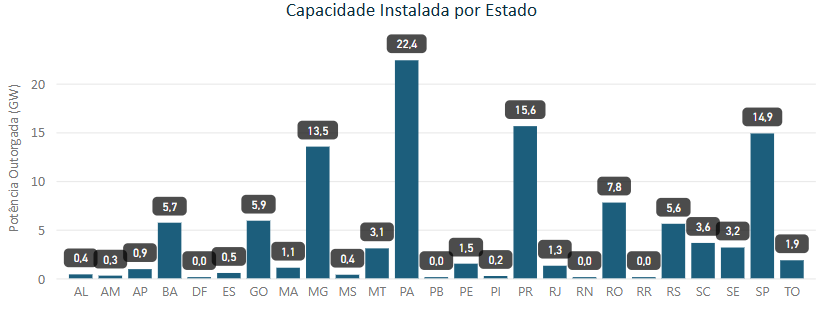 Capacidade Instalada por Estado
Potência Outorgada (GW)
20
15
10
5
0
0,4 0,3 0,9 5,7 0,0 0,5 5,9 1,1 13,5 0,4 3,1 22,4 0,0 1,5 0,2 15,6 1,3 0,0 7,8 0,0 5,6 3,6 3,2 14,9 1,9
AL AM AP BA DF ES GO MA MG MS MT PA PB PE PI PR RJ RN RO RR RS SC SE SP TO